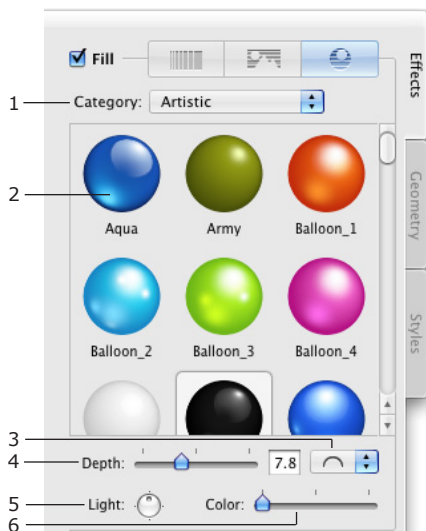 Fill
Effects
1 Category: Artistic
Geometry
2
Aqua Army Balloon_1
Styles
Balloon_2 Balloon_3 Balloon_4
3
4 Depth: 7.8
5 Light: Color:
6